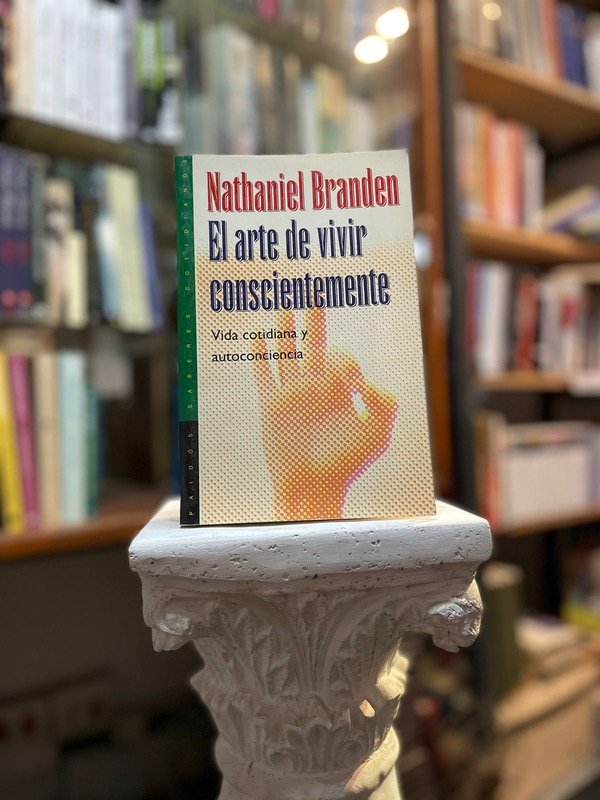 Nathaniel Branden
El arte de vivir
conscientemente
Vida cotidiana y
autoconciencia
PAIDÓS SABERES COTIDIANOS